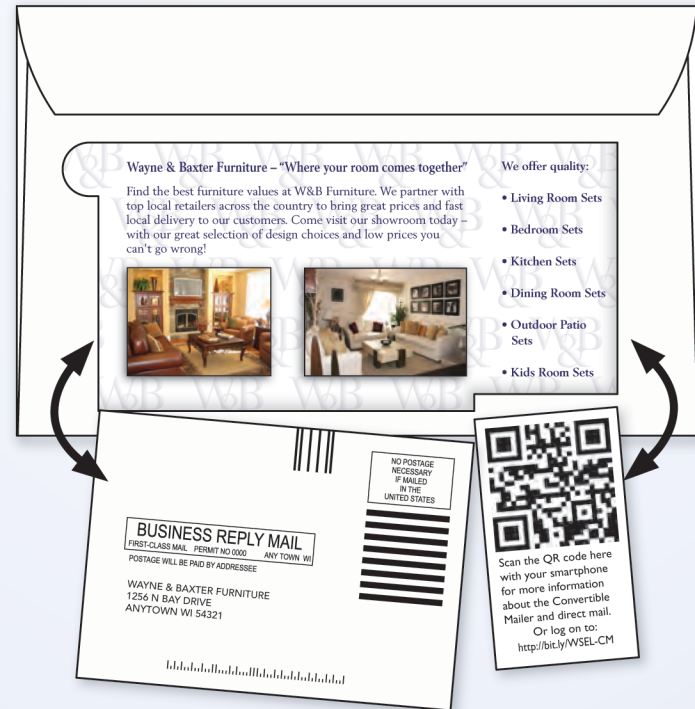 Wayne & Baxter Furniture – “Where your room comes together”
Find the best furniture values at W&B Furniture. We partner with
top local retailers across the country to bring great prices and fast
local delivery to our customers. Come visit our showroom today –
with our great selection of design choices and low prices you
can't go wrong!
We offer quality:
• Living Room Sets
• Bedroom Sets
• Kitchen Sets
• Dining Room Sets
• Outdoor Patio
Sets
• Kids Room Sets
NO POSTAGE
NECESSARY
IF MAILED
IN THE
UNITED STATES
BUSINESS REPLY MAIL
FIRST-CLASS MAIL PERMIT NO 0000 ANY TOWN WI
POSTAGE WILL BE PAID BY ADDRESSEE
WAYNE & BAXTER FURNITURE
1256 N BAY DRIVE
ANYTOWN WI 54321
Scan the QR code here
with your smartphone
for more information
about the Convertible
Mailer and direct mail.
Or log on to:
http://bit.ly/WSEL-CM